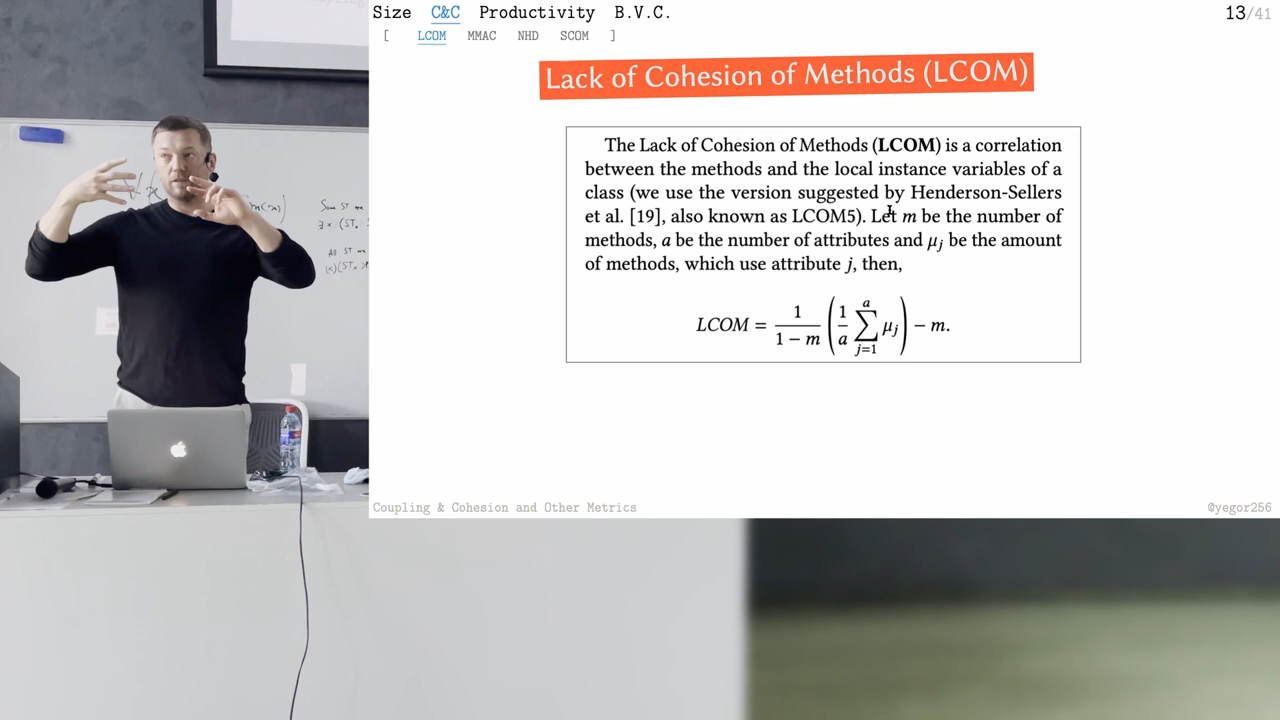 Size C&C Productivity B.V.C.
13/41
[ LCOM MMAC NHD SCOM ]
Lack of Cohesion of Methods (LCOM)
The Lack of Cohesion of Methods (LCOM) is a correlation
between the methods and the local instance variables of a
class (we use the version suggested by Henderson-Sellers
et al. [19], also known as LCOM5). Let m be the number of
methods, a be the number of attributes and μj be the amount
of methods, which use attribute j, then,
LCOM = 1/(1 − m) (1/a ∑_{j=1}^{a} μj) − m.
Some ST
All ST
Coupling & Cohesion and Other Metrics
@yegor256